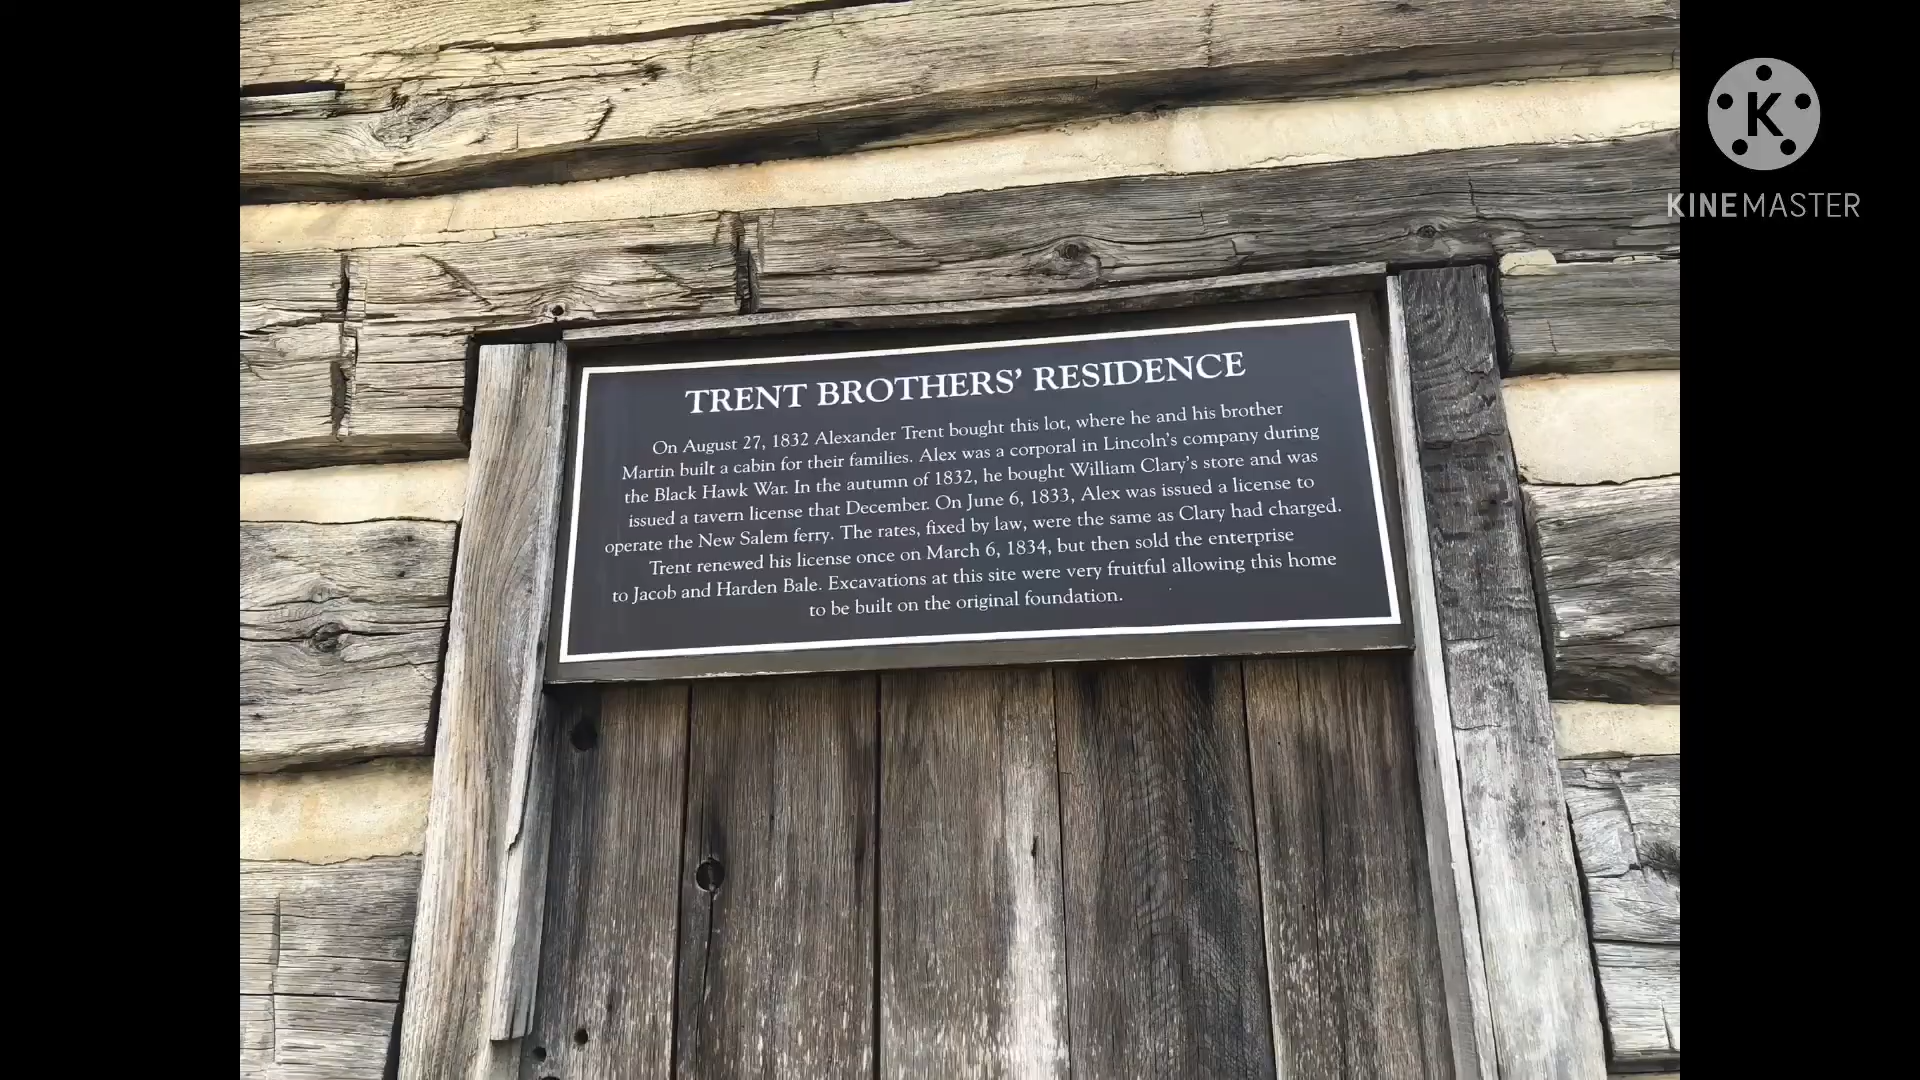 TRENT BROTHERS' RESIDENCE
On August 27, 1832 Alexander Trent bought this lot, where he and his brother
Martin built a cabin for their families. Alex was a corporal in Lincoln's company during
the Black Hawk War. In the autumn of 1832, he bought William Clary's store and was
issued a tavern license that December. On June 6, 1833, Alex was issued a license to
operate the New Salem ferry. The rates, fixed by law, were the same as Clary had charged.
Trent renewed his license once on March 6, 1834, but then sold the enterprise
to Jacob and Harden Bale. Excavations at this site were very fruitful allowing this home
to be built on the original foundation.
K
KINEMASTER